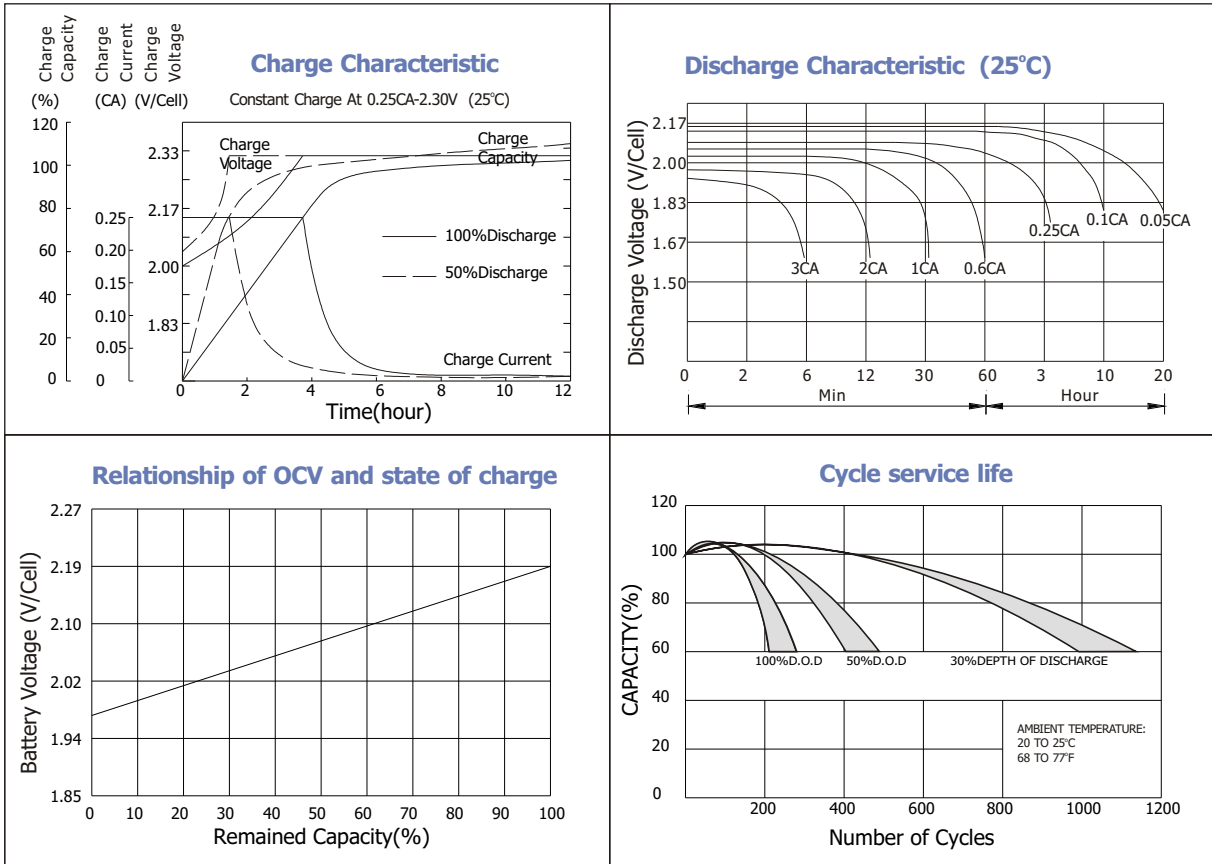 Charge Capacity
Charge Current
Charge Voltage
(%) (CA) (V/Cell)
Charge Characteristic
Constant Charge At 0.25CA-2.30V (25°C)
120
100
80
60
40
20
0
0.25
0.20
0.15
0.10
0.05
0
2.33
2.17
2.00
1.83
Charge
Voltage
Charge
Capacity
100%Discharge
50%Discharge
Charge Current
0 2 4 6 8 10 12
Time(hour)
Discharge Characteristic (25°C)
Discharge Voltage (V/Cell)
2.17
2.00
1.83
1.67
1.50
3CA 2CA 1CA 0.6CA 0.25CA 0.1CA 0.05CA
0 2 6 12 30 60 3 10 20
Min Hour
Relationship of OCV and state of charge
Battery Voltage (V/Cell)
2.27
2.19
2.10
2.02
1.94
1.85
0 10 20 30 40 50 60 70 80 90 100
Remained Capacity(%)
Cycle service life
CAPACITY(%)
120
100
80
60
40
20
0
100%D.O.D 50%D.O.D 30%DEPTH OF DISCHARGE
AMBIENT TEMPERATURE:
20 TO 25°C
68 TO 77°F
200 400 600 800 1000 1200
Number of Cycles